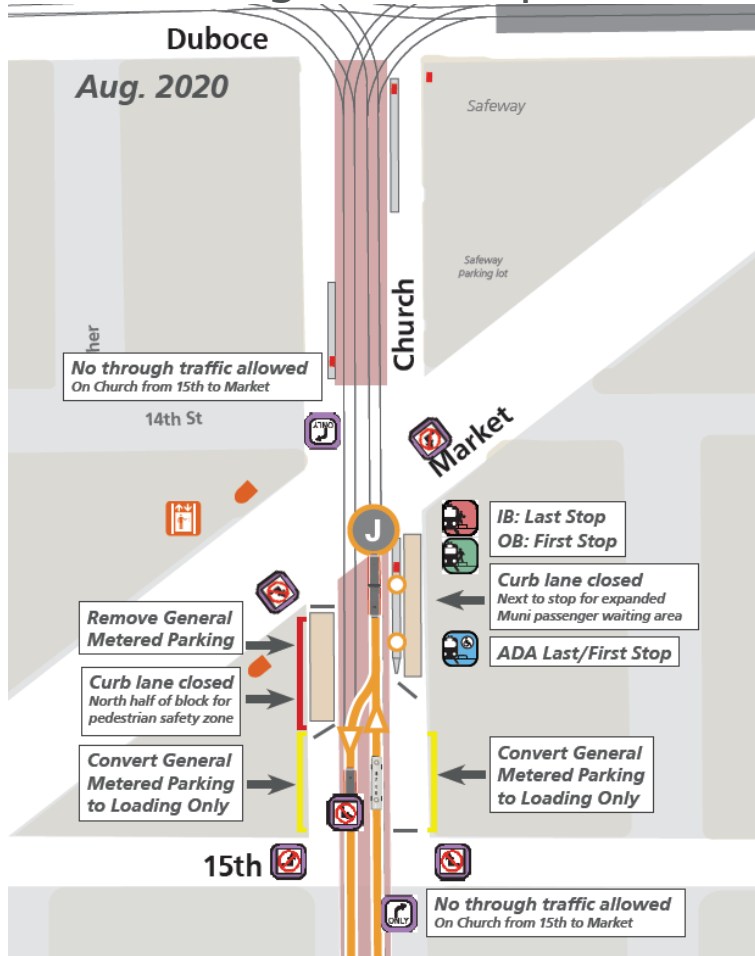 Duboce
Aug. 2020
Safeway
Safeway
Parking lot
Church
her
No through traffic allowed
On Church from 15th to Market
14th St
ONLY
Market
J
IB: Last Stop
OB: First Stop
Curb lane closed
Next to stop for expanded
Muni passenger waiting area
Remove General
Metered Parking
ADA Last/First Stop
Curb lane closed
North half of block for
pedestrian safety zone
Convert General
Metered Parking
to Loading Only
Convert General
Metered Parking
to Loading Only
15th
ONLY
No through traffic allowed
On Church from 15th to Market